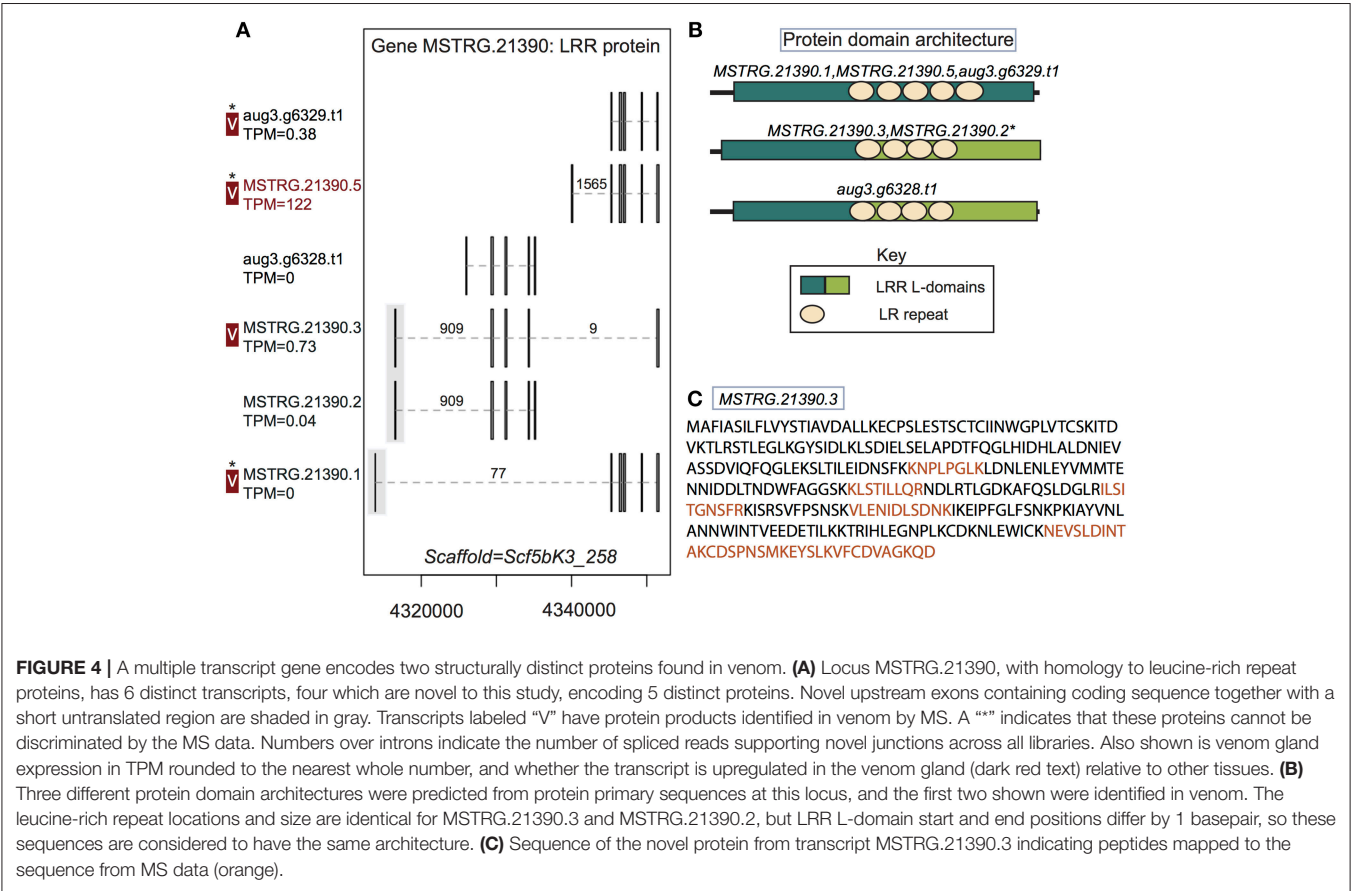 A
Gene MSTRG.21390: LRR protein
*
V
aug3.g6329.t1
TPM=0.38
*
V
MSTRG.21390.5
TPM=122
1565
aug3.g6328.t1
TPM=0
V
MSTRG.21390.3
TPM=0.73
909
9
MSTRG.21390.2
TPM=0.04
909
*
V
MSTRG.21390.1
TPM=0
77
Scaffold=Scf5bK3_258
4320000
4340000
B
Protein domain architecture
MSTRG.21390.1,MSTRG.21390.5,aug3.g6329.t1
MSTRG.21390.3,MSTRG.21390.2*
aug3.g6328.t1
Key
LRR L-domains
LR repeat
C
MSTRG.21390.3
MAFIASILFLVYSTIAVDALLKECPSLESTSCTCIINWGPLVTCSKITD
VKTLRSTLEGLKGYSIDLKLSDIELSELAPDTFQGLHIDHLALDNIEV
ASSDVIQFQGLEKSLTILEIDNSFKKNPLPGLKLDNLENLEYVMMTE
NNIDDLTNDWFAGGSKKLSTILLQRNDLRTLGDKAFQSLDGLRILSI
TGNSFRKISRSVFPSNSKVLENIDLSDNKIKEIPFGLFSNKPKIAYVNL
ANNWINTVEEDETILKKTRIHLEGNPLKCDKNLEWICKNEVSLDINT
AKCDSPNSMKEYSLKVFCDVAGKQD
FIGURE 4 | A multiple transcript gene encodes two structurally distinct proteins found in venom. (A) Locus MSTRG.21390, with homology to leucine-rich repeat
proteins, has 6 distinct transcripts, four which are novel to this study, encoding 5 distinct proteins. Novel upstream exons containing coding sequence together with a
short untranslated region are shaded in gray. Transcripts labeled “V” have protein products identified in venom by MS. A “*” indicates that these proteins cannot be
discriminated by the MS data. Numbers over introns indicate the number of spliced reads supporting novel junctions across all libraries. Also shown is venom gland
expression in TPM rounded to the nearest whole number, and whether the transcript is upregulated in the venom gland (dark red text) relative to other tissues. (B)
Three different protein domain architectures were predicted from protein primary sequences at this locus, and the first two shown were identified in venom. The
leucine-rich repeat locations and size are identical for MSTRG.21390.3 and MSTRG.21390.2, but LRR L-domain start and end positions differ by 1 basepair, so these
sequences are considered to have the same architecture. (C) Sequence of the novel protein from transcript MSTRG.21390.3 indicating peptides mapped to the
sequence from MS data (orange).